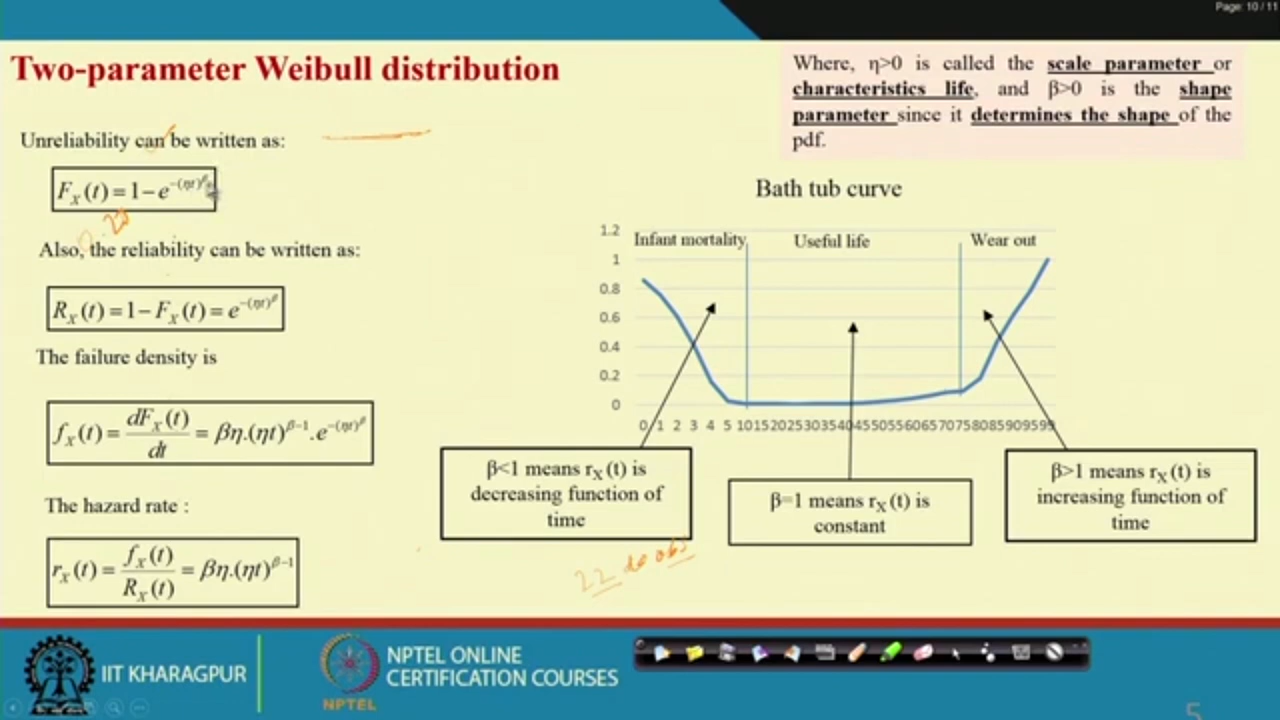 Page: 10 / 11
Two-parameter Weibull distribution
Where, η>0 is called the scale parameter or
characteristics life, and β>0 is the shape
parameter since it determines the shape of the
pdf.
Unreliability can be written as:
F_X(t) = 1 − e^{−(ηt)^β}
Also, the reliability can be written as:
R_X(t) = 1 − F_X(t) = e^{−(ηt)^β}
The failure density is
f_X(t) = dF_X(t)/dt = βη.(ηt)^{β−1}.e^{−(ηt)^β}
The hazard rate :
r_X(t) = f_X(t)/R_X(t) = βη.(ηt)^{β−1}
Bath tub curve
Infant mortality Useful life Wear out
1.2
1
0.8
0.6
0.4
0.2
0
0 1 2 3 4 5 10 15 20 25 30 35 40 45 50 55 60 65 70 75 80 85 90 95 99
β<1 means r_X(t) is
decreasing function of
time
β=1 means r_X(t) is
constant
β>1 means r_X(t) is
increasing function of
time
22
IIT KHARAGPUR
NPTEL
NPTEL ONLINE
CERTIFICATION COURSES
5